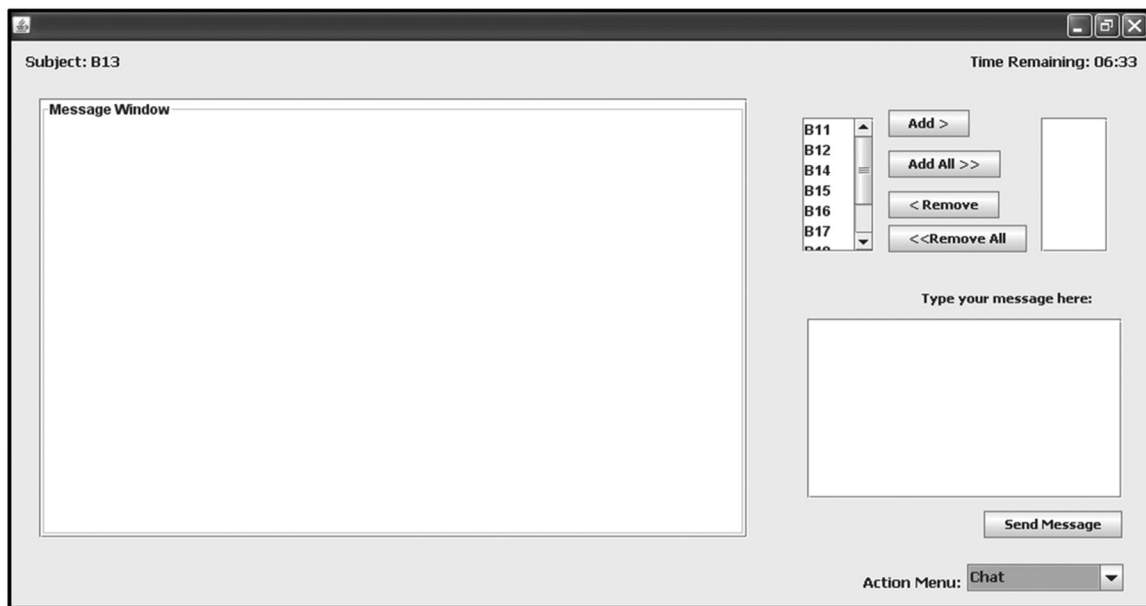 Subject: B13
Time Remaining: 06:33
Message Window
B11
B12
B14
B15
B16
B17
Add >
Add All >>
< Remove
<<Remove All
Type your message here:
Send Message
Action Menu: Chat